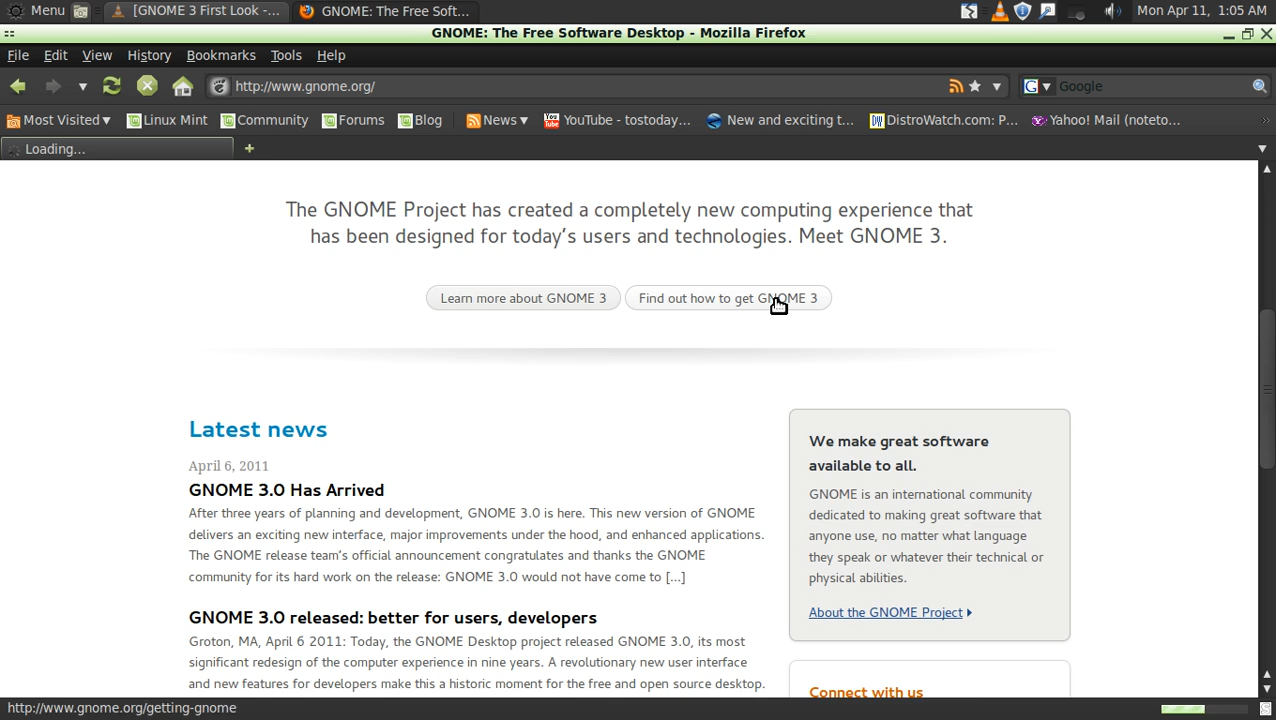 Menu [GNOME 3 First Look -... GNOME: The Free Soft... Mon Apr 11, 1:05 AM
GNOME: The Free Software Desktop - Mozilla Firefox
File Edit View History Bookmarks Tools Help
http://www.gnome.org/ Google
Most Visited Linux Mint Community Forums Blog News YouTube - tostoday... New and exciting t... DistroWatch.com: P... Yahoo! Mail (noteto...
Loading...
The GNOME Project has created a completely new computing experience that
has been designed for today's users and technologies. Meet GNOME 3.
Learn more about GNOME 3 Find out how to get GNOME 3
Latest news
April 6, 2011
GNOME 3.0 Has Arrived
After three years of planning and development, GNOME 3.0 is here. This new version of GNOME
delivers an exciting new interface, major improvements under the hood, and enhanced applications.
The GNOME release team's official announcement congratulates and thanks the GNOME
community for its hard work on the release: GNOME 3.0 would not have come to [...]
GNOME 3.0 released: better for users, developers
Groton, MA, April 6 2011: Today, the GNOME Desktop project released GNOME 3.0, its most
significant redesign of the computer experience in nine years. A revolutionary new user interface
and new features for developers make this a historic moment for the free and open source desktop.
We make great software
available to all.
GNOME is an international community
dedicated to making great software that
anyone use, no matter what language
they speak or whatever their technical or
physical abilities.
About the GNOME Project
Connect with us
http://www.gnome.org/getting-gnome